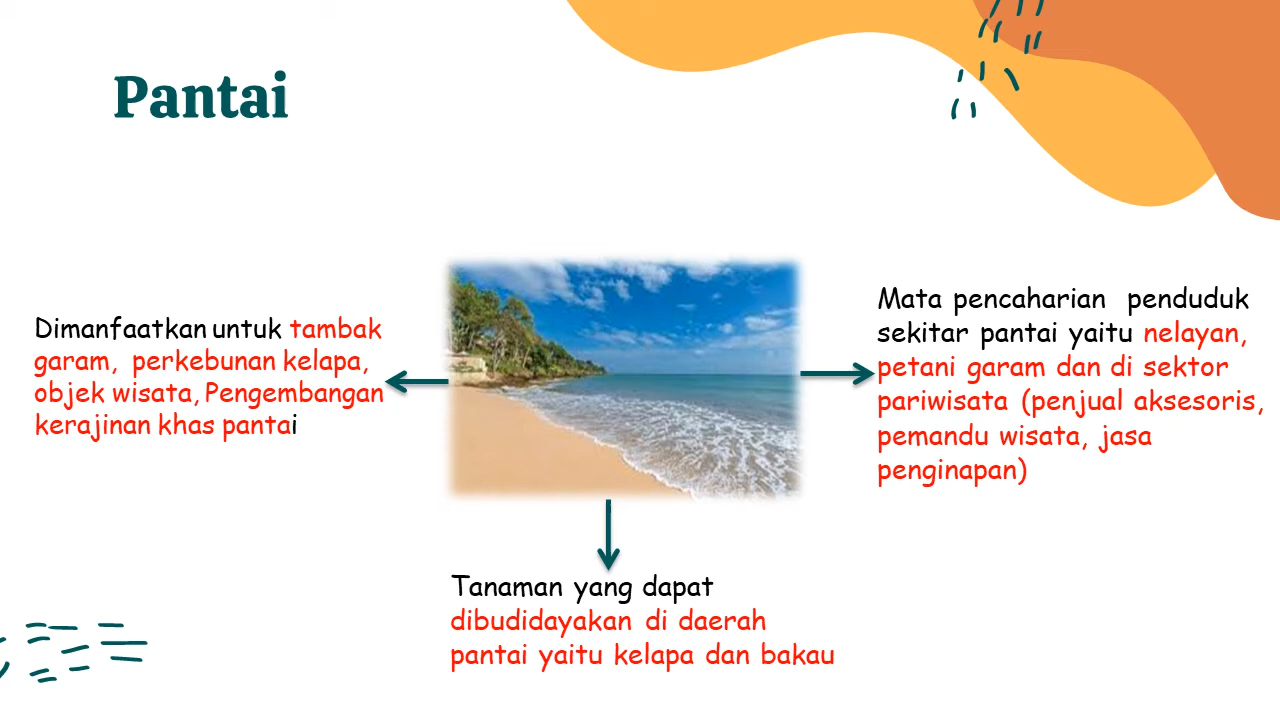 Pantai
Dimanfaatkan untuk tambak
garam, perkebunan kelapa,
objek wisata, Pengembangan
kerajinan khas pantai
Mata pencaharian penduduk
sekitar pantai yaitu nelayan,
petani garam dan di sektor
pariwisata (penjual aksesoris,
pemandu wisata, jasa
penginapan)
Tanaman yang dapat
dibudidayakan di daerah
pantai yaitu kelapa dan bakau